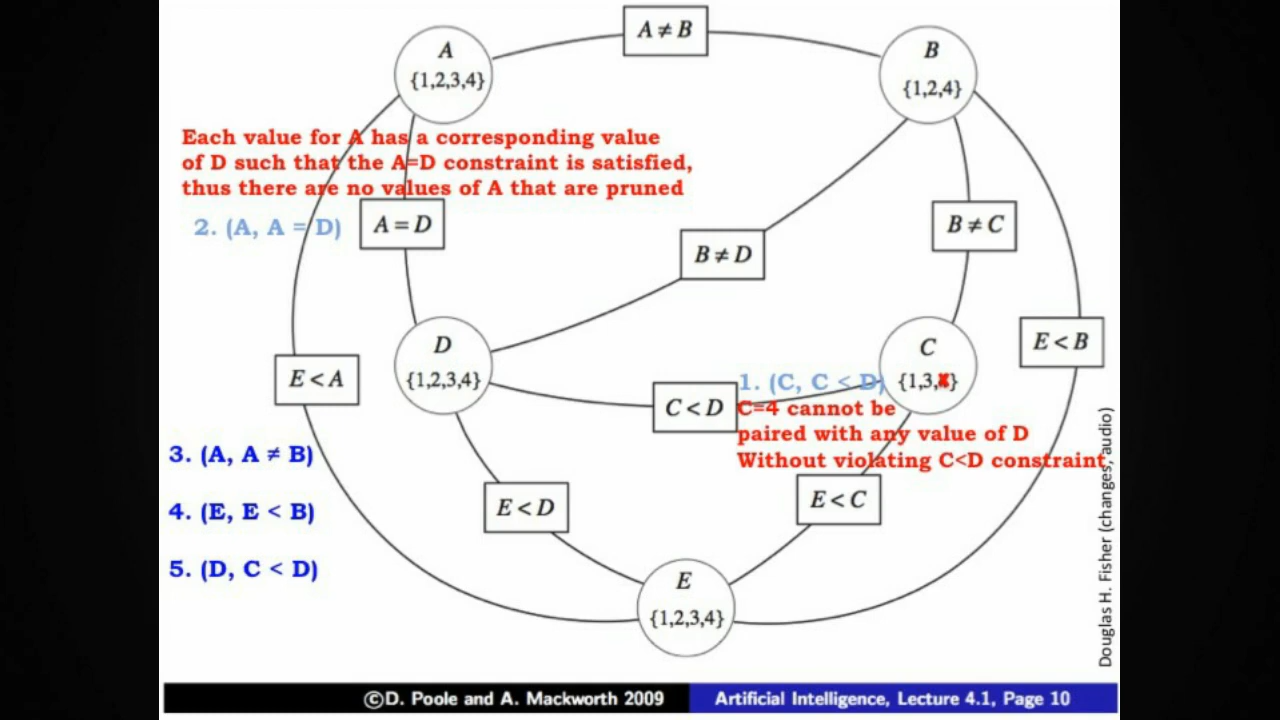 A ≠ B
A
{1,2,3,4}
B
{1,2,4}
Each value for A has a corresponding value
of D such that the A=D constraint is satisfied,
thus there are no values of A that are pruned
2. (A, A = D)
A = D
B ≠ C
B ≠ D
D
{1,2,3,4}
C
{1,3,4}
E < B
E < A
1. (C, C < D)
C < D
C=4 cannot be
paired with any value of D
Without violating C<D constraint
3. (A, A ≠ B)
4. (E, E < B)
5. (D, C < D)
E < D
E < C
E
{1,2,3,4}
Douglas H. Fisher (changes, audio)
©D. Poole and A. Mackworth 2009
Artificial Intelligence, Lecture 4.1, Page 10